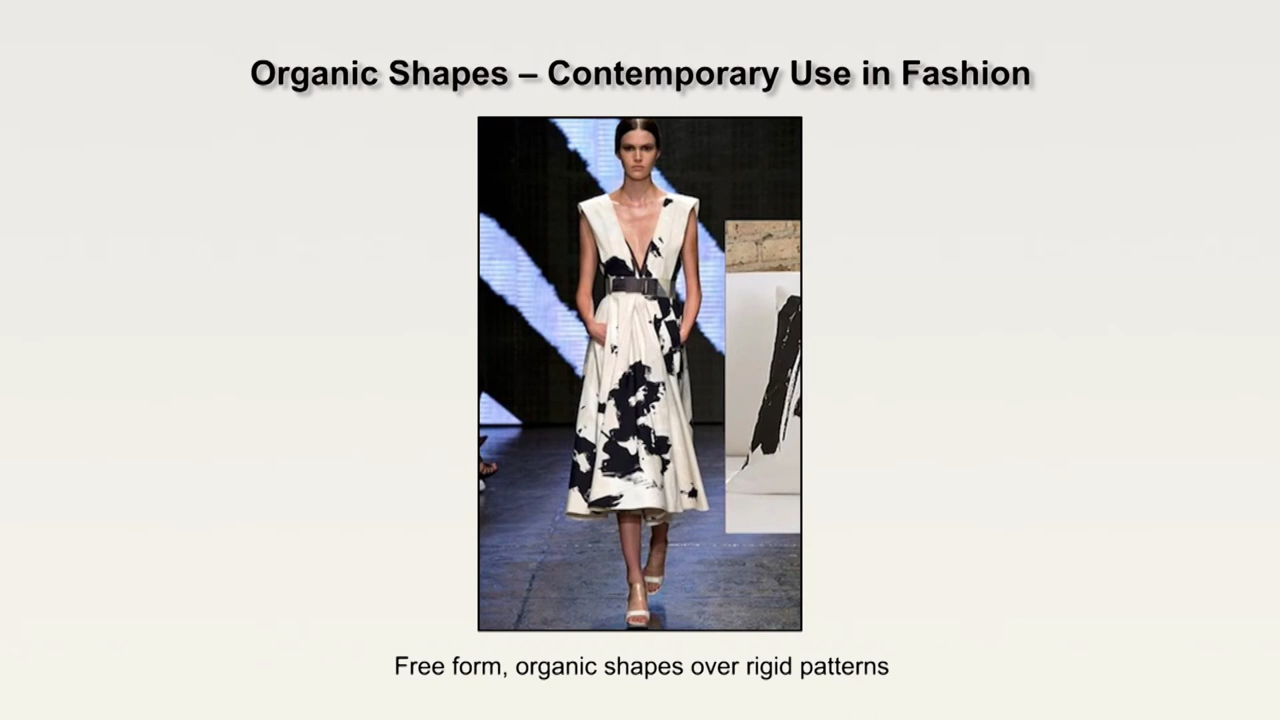 Organic Shapes – Contemporary Use in Fashion
Free form, organic shapes over rigid patterns